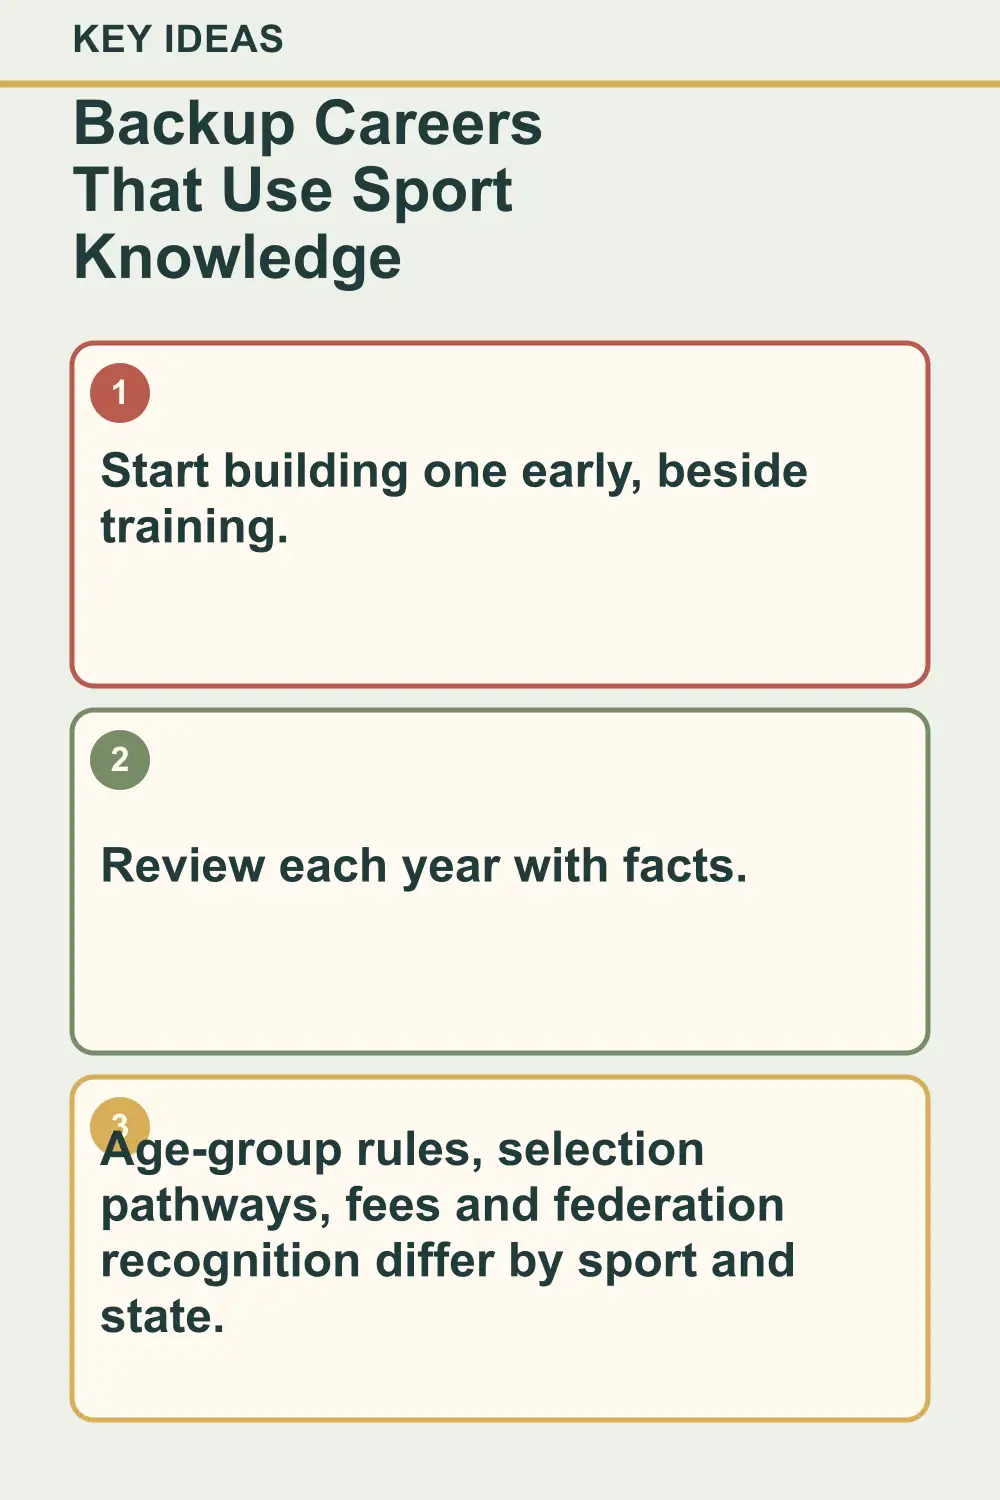 KEY IDEAS
Backup Careers
That Use Sport
Knowledge
1
Start building one early, beside
training.
2
Review each year with facts.
3
Age-group rules, selection
pathways, fees and federation
recognition differ by sport and
state.